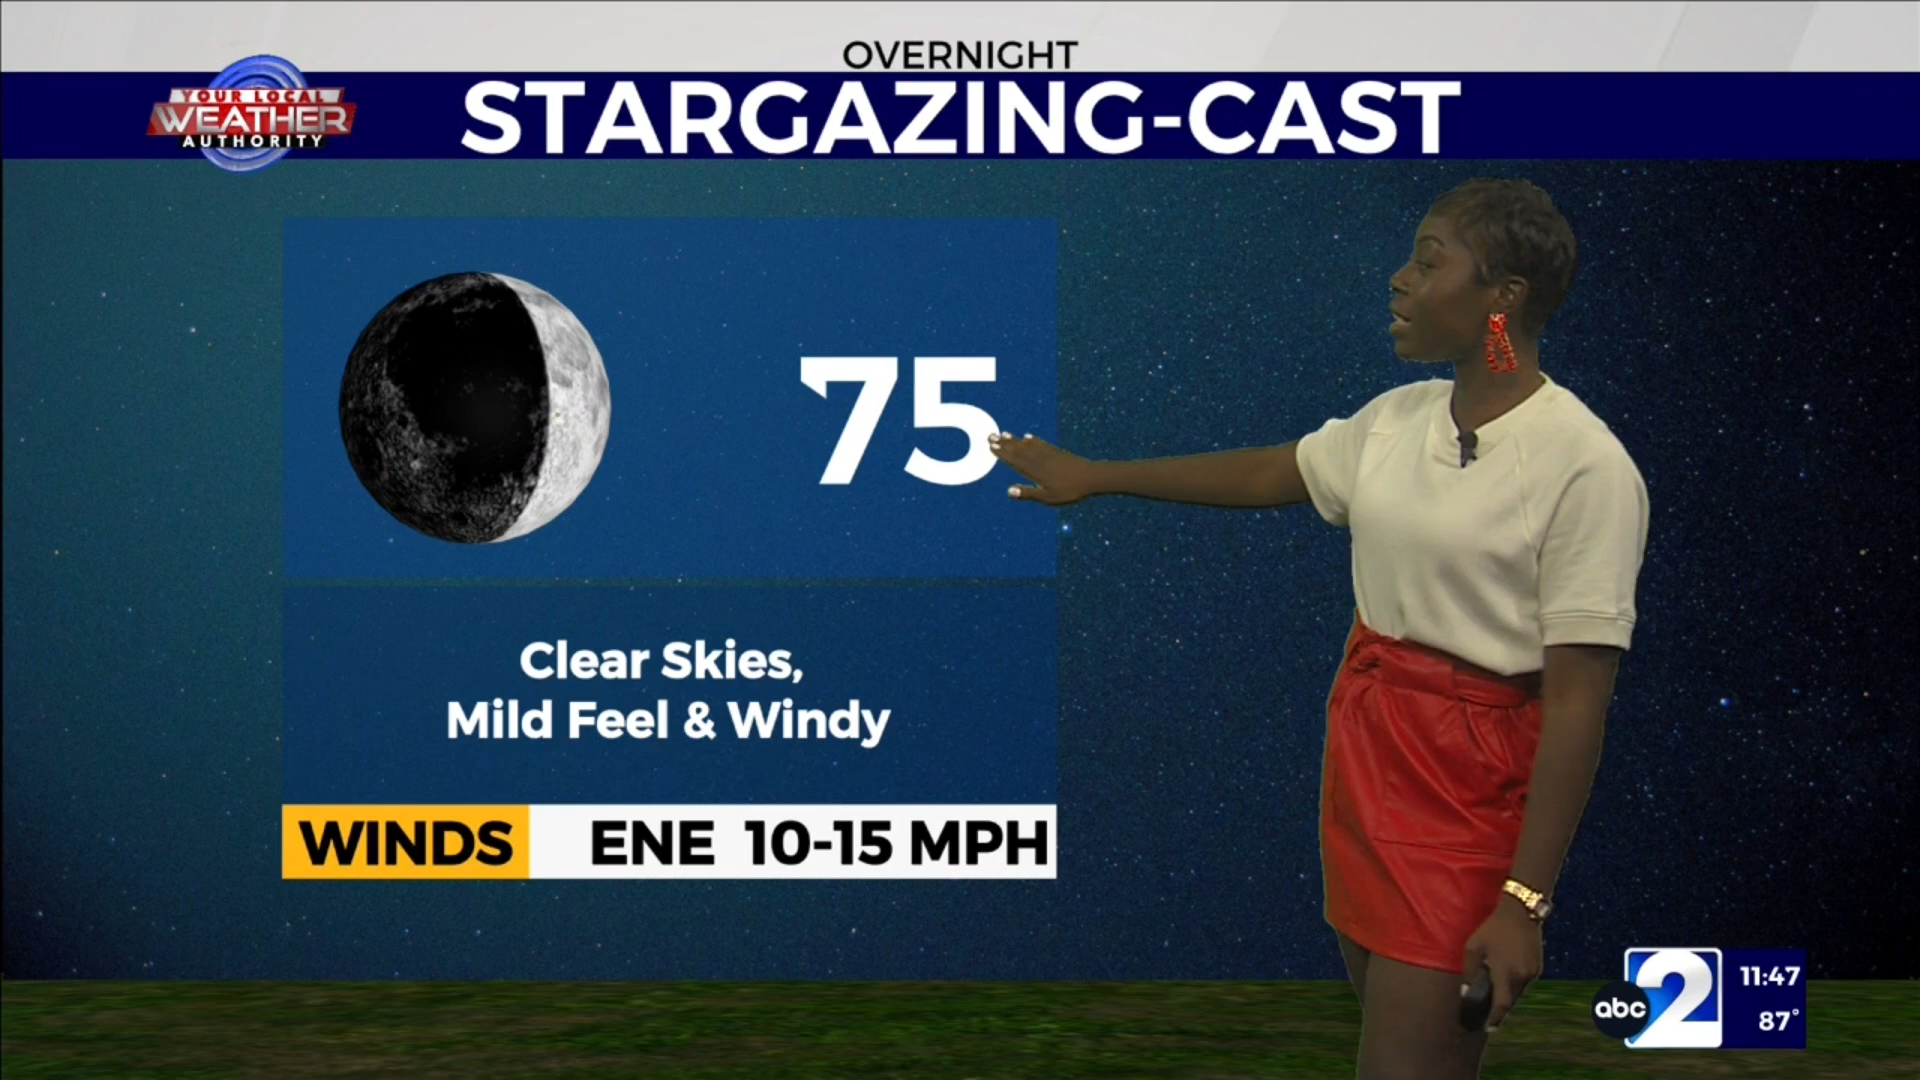 OVERNIGHT
STARGAZING-CAST
YOUR LOCAL
WEATHER
AUTHORITY
75
Clear Skies,
Mild Feel & Windy
WINDS ENE 10-15 MPH
abc 2
11:47
87°